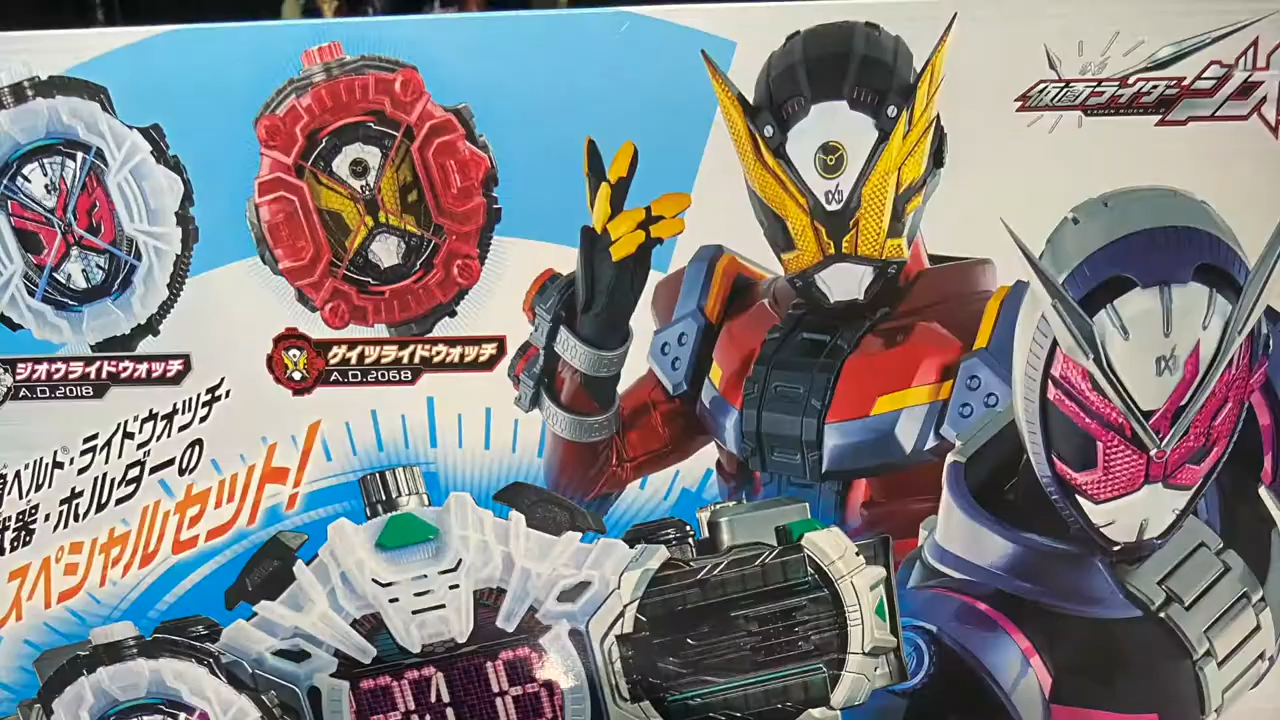 仮面ライダージオ
KAMEN RIDER ZI-O
ジオウライドウォッチ
A.D.2018
ゲイツライドウォッチ
A.D.2068
ベルト®・ライドウォッチ・
武器・ホルダーの
スペシャルセット!